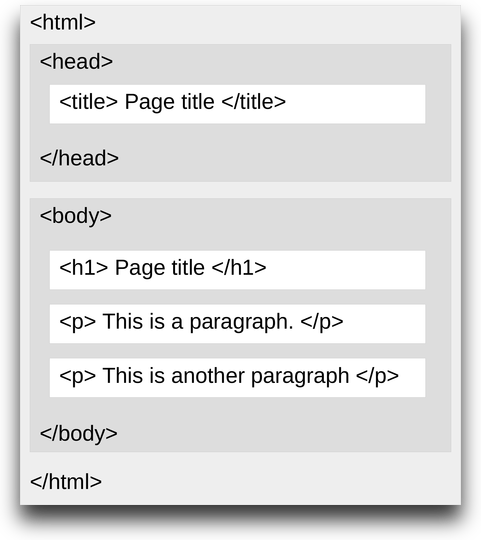 <html>
<head>
<title> Page title </title>
</head>
<body>
<h1> Page title </h1>
<p> This is a paragraph. </p>
<p> This is another paragraph </p>
</body>
</html>